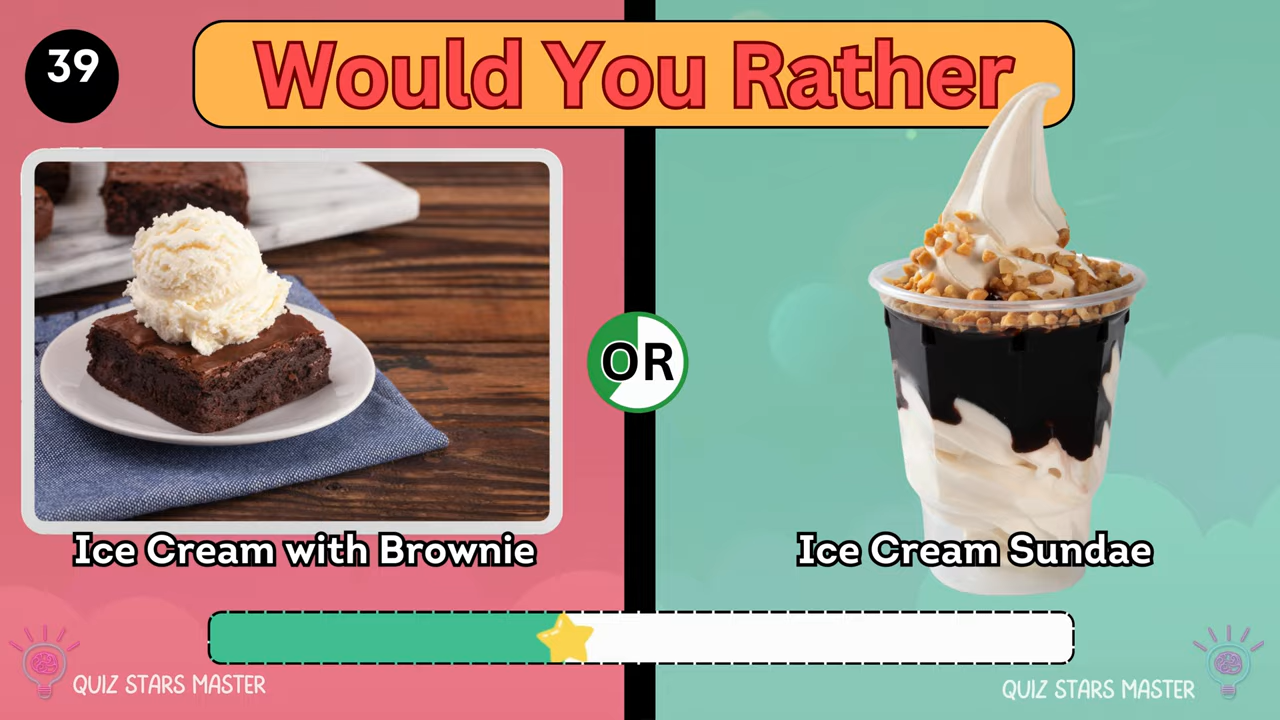 39
Would You Rather
OR
Ice Cream with Brownie
Ice Cream Sundae
QUIZ STARS MASTER
QUIZ STARS MASTER